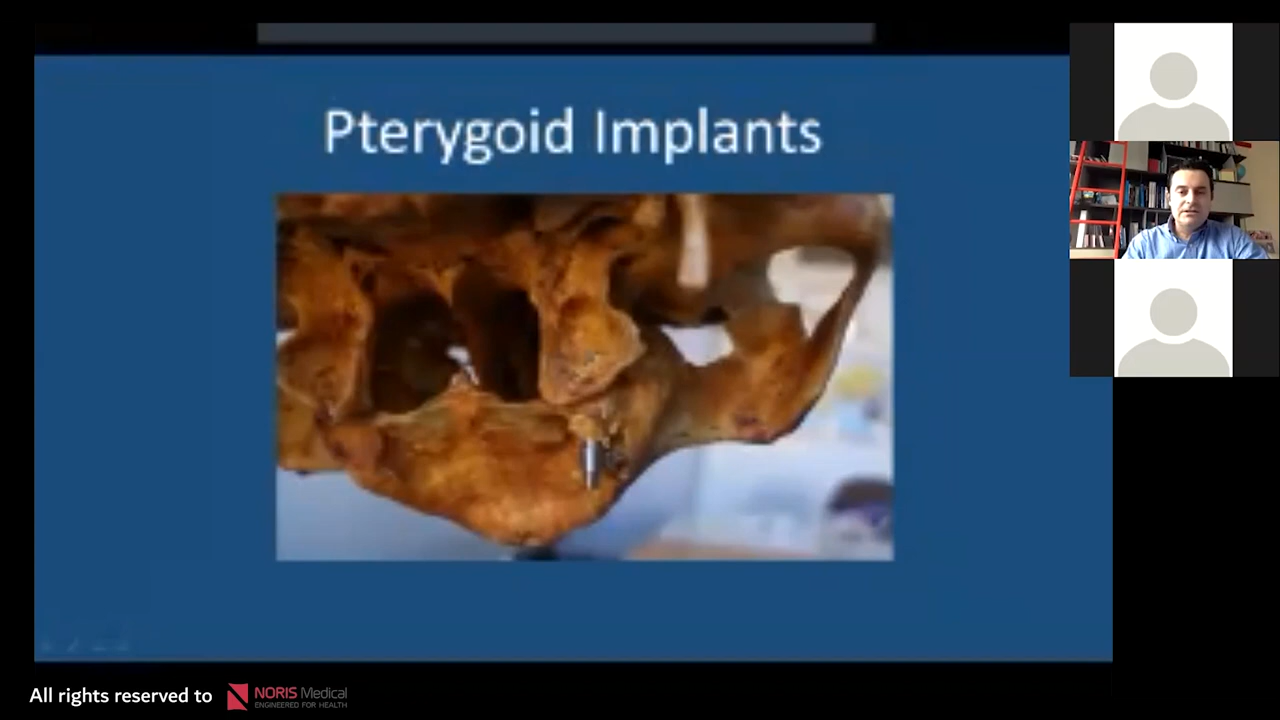 Pterygoid Implants
All rights reserved to NORIS Medical
ENGINEERED FOR HEALTH